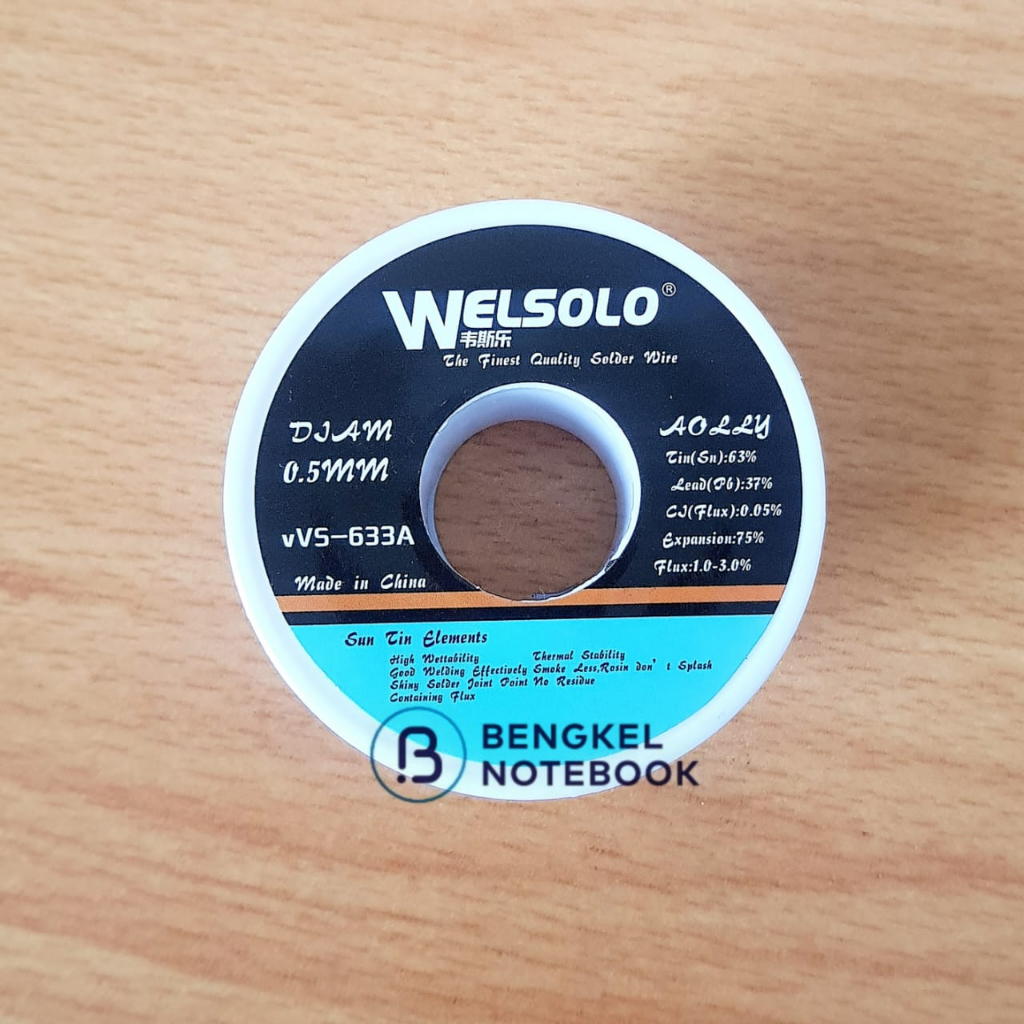 WELSOLO®
韦斯乐
The Finest Quality Solder Wire
DIAM
0.5MM
vVS-633A
Made in China
AOLLY
Tin(Sn):63%
Lead(Pb):37%
CI(Flux):0.05%
Expansion:75%
Flux:1.0-3.0%
Sun Tin Elements
High Wettability Thermal Stability
Good Welding Effectively Smoke Less,Rosin don't Splash
Shiny Solder Joint Point No Residue
Containing Flux
B BENGKEL
NOTEBOOK